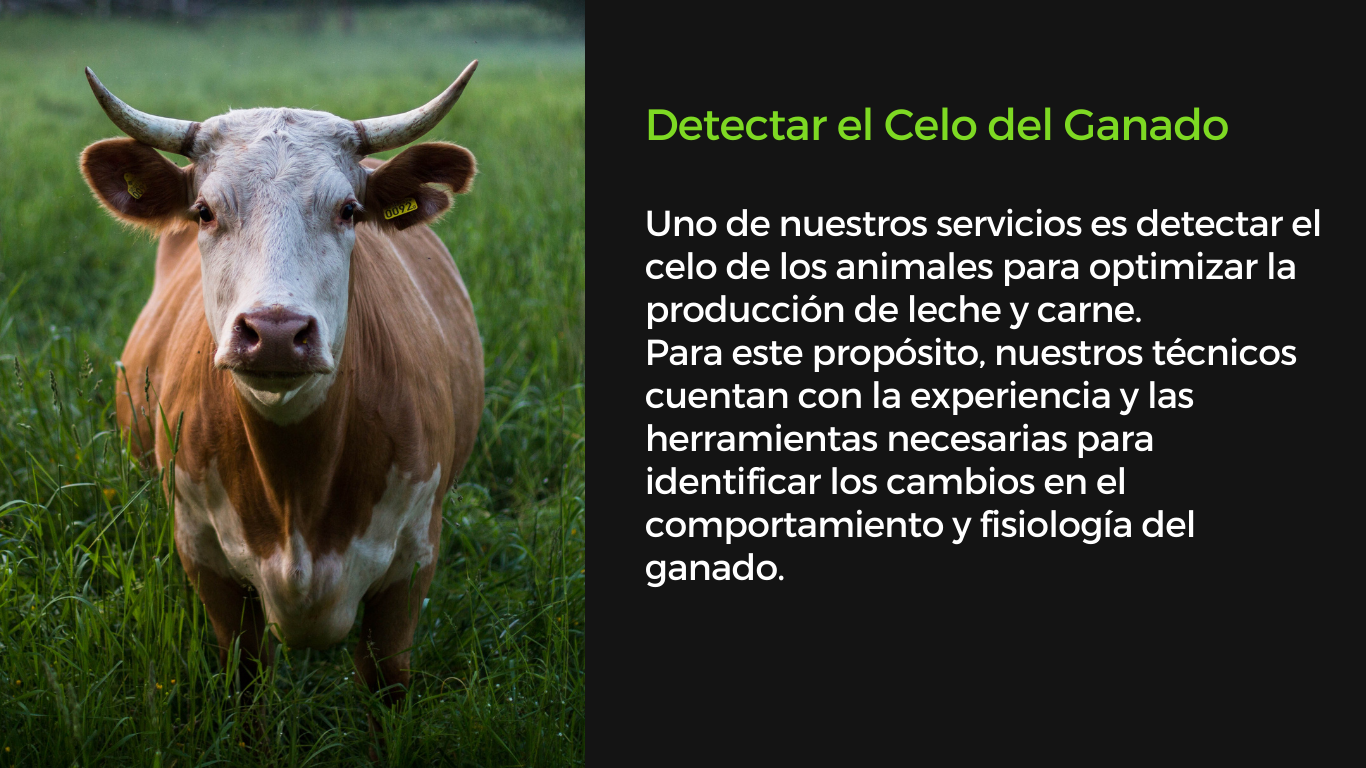 Detectar el Celo del Ganado
Uno de nuestros servicios es detectar el
celo de los animales para optimizar la
producción de leche y carne.
Para este propósito, nuestros técnicos
cuentan con la experiencia y las
herramientas necesarias para
identificar los cambios en el
comportamiento y fisiología del
ganado.
0092